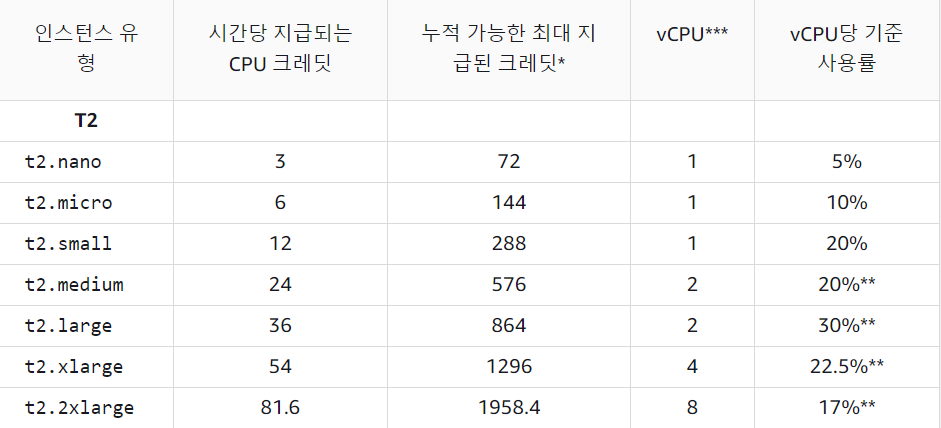 인스턴스 유
형
시간당 지급되는
CPU 크레딧
누적 가능한 최대 지
급된 크레딧*
vCPU***
vCPU당 기준
사용률
T2
t2.nano 3 72 1 5%
t2.micro 6 144 1 10%
t2.small 12 288 1 20%
t2.medium 24 576 2 20%**
t2.large 36 864 2 30%**
t2.xlarge 54 1296 4 22.5%**
t2.2xlarge 81.6 1958.4 8 17%**